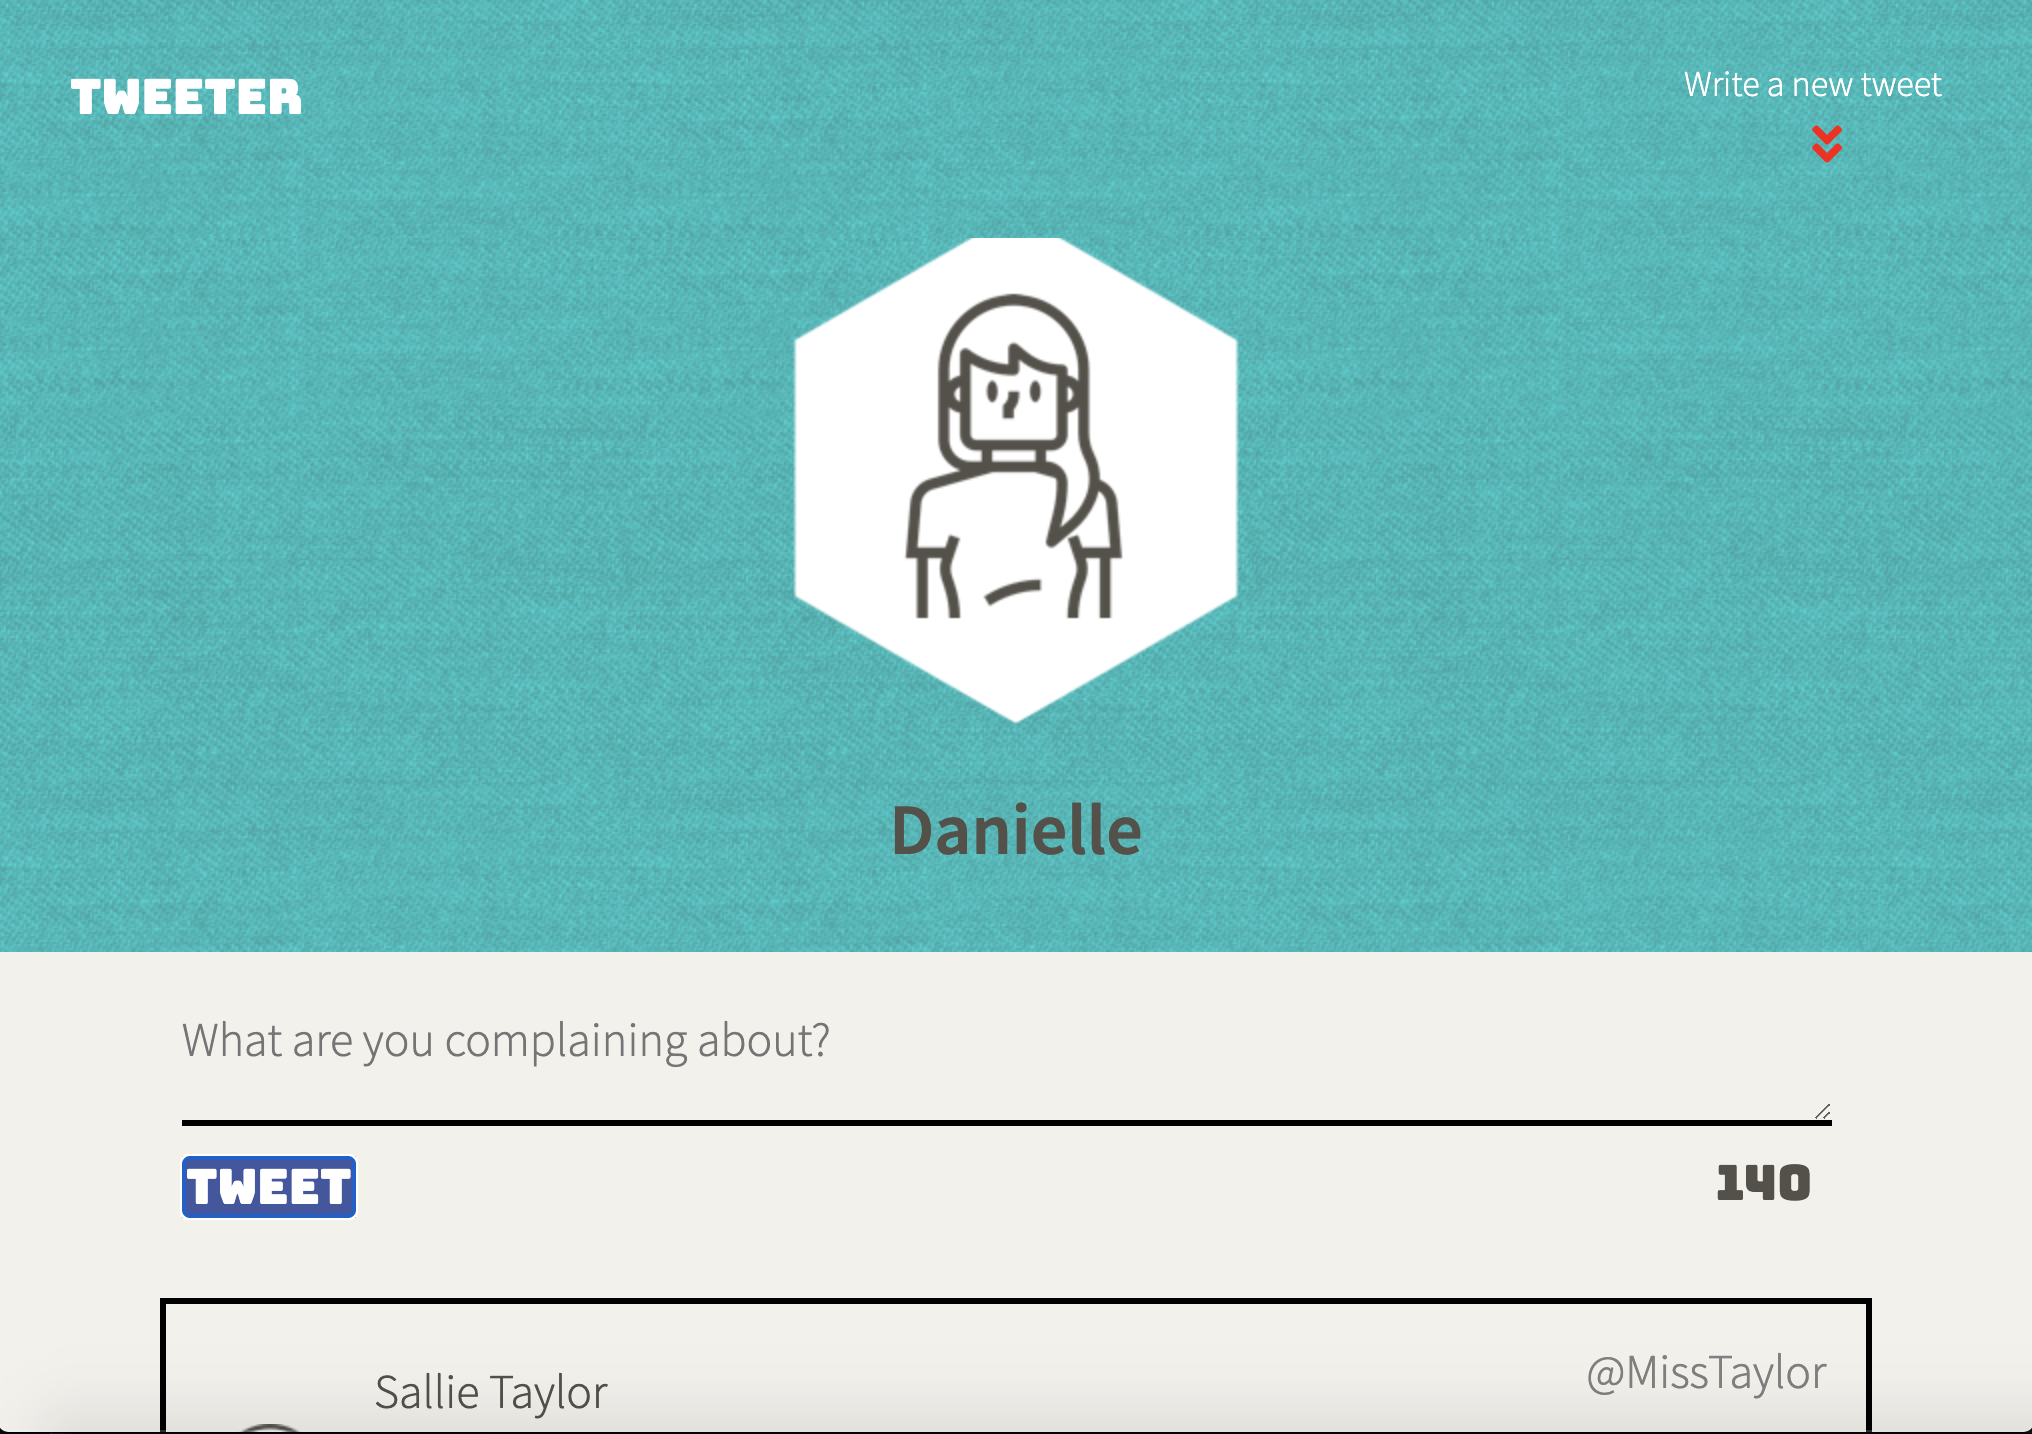 TWEETER
Write a new tweet
Danielle
What are you complaining about?
TWEET
140
Sallie Taylor
@MissTaylor